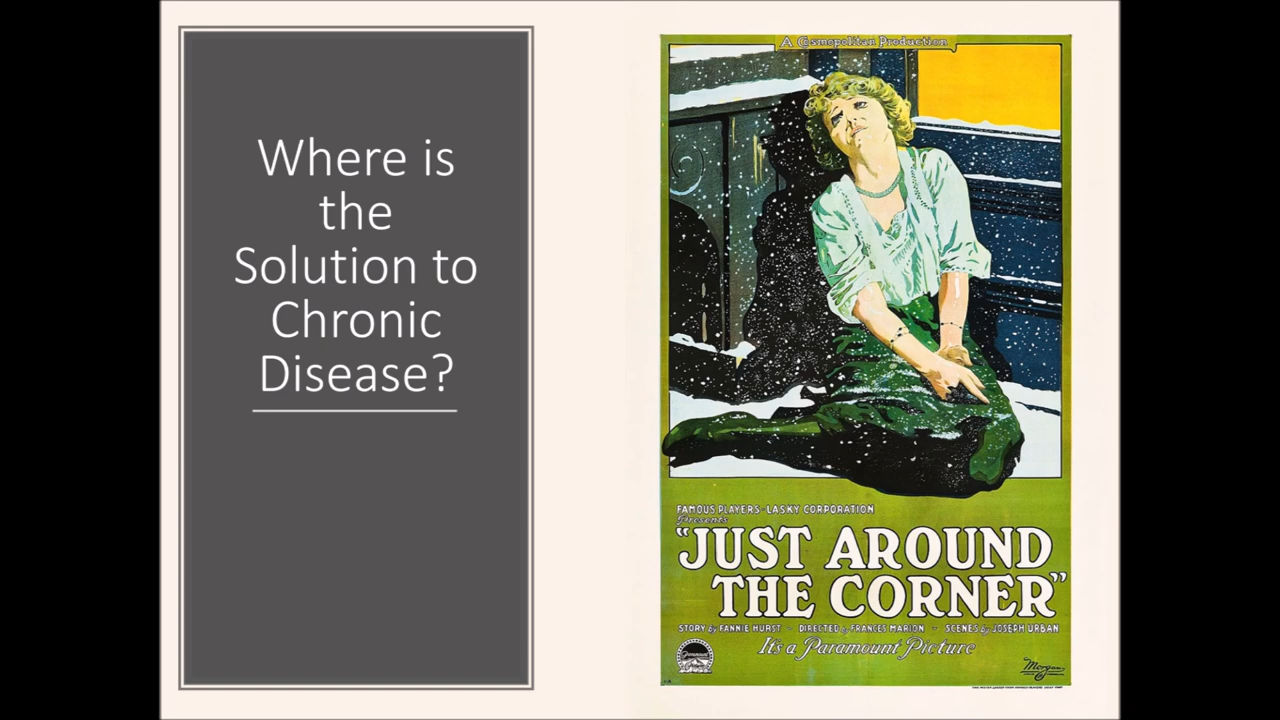 Where is
the
Solution to
Chronic
Disease?
A Cosmopolitan Production
FAMOUS PLAYERS-LASKY CORPORATION
Presents
"JUST AROUND
THE CORNER"
STORY by FANNIE HURST - DIRECTED by FRANCES MARION - SCENES by JOSEPH URBAN
It's a Paramount Picture
Paramount
Morgan